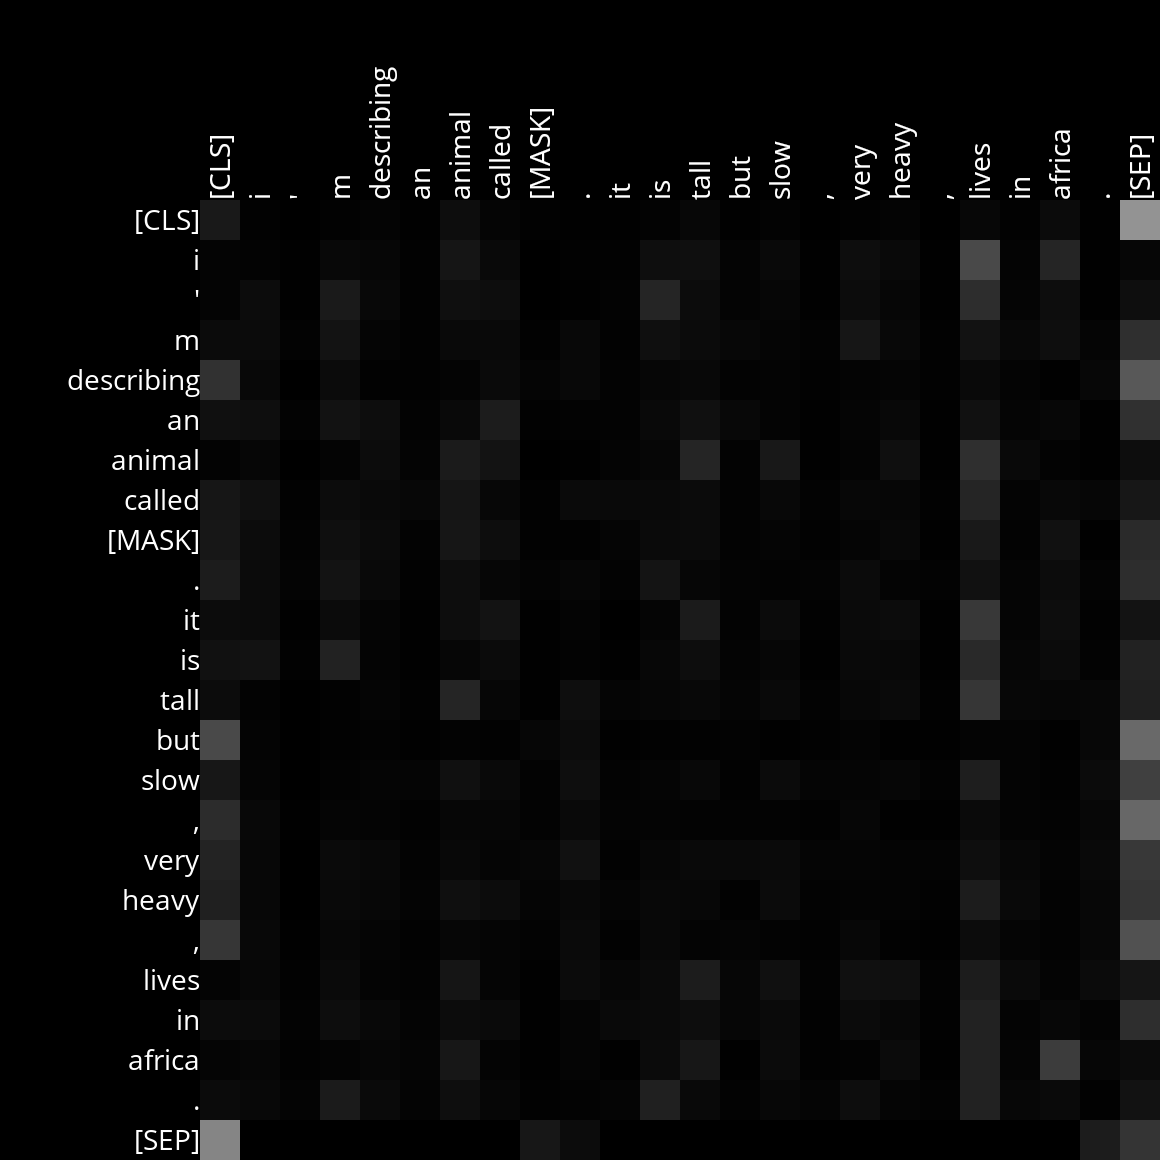 [CLS] i ' m describing an animal called [MASK] . it is tall but slow , very heavy , lives in africa . [SEP]
[CLS]
i
'
m
describing
an
animal
called
[MASK]
.
it
is
tall
but
slow
,
very
heavy
,
lives
in
africa
.
[SEP]